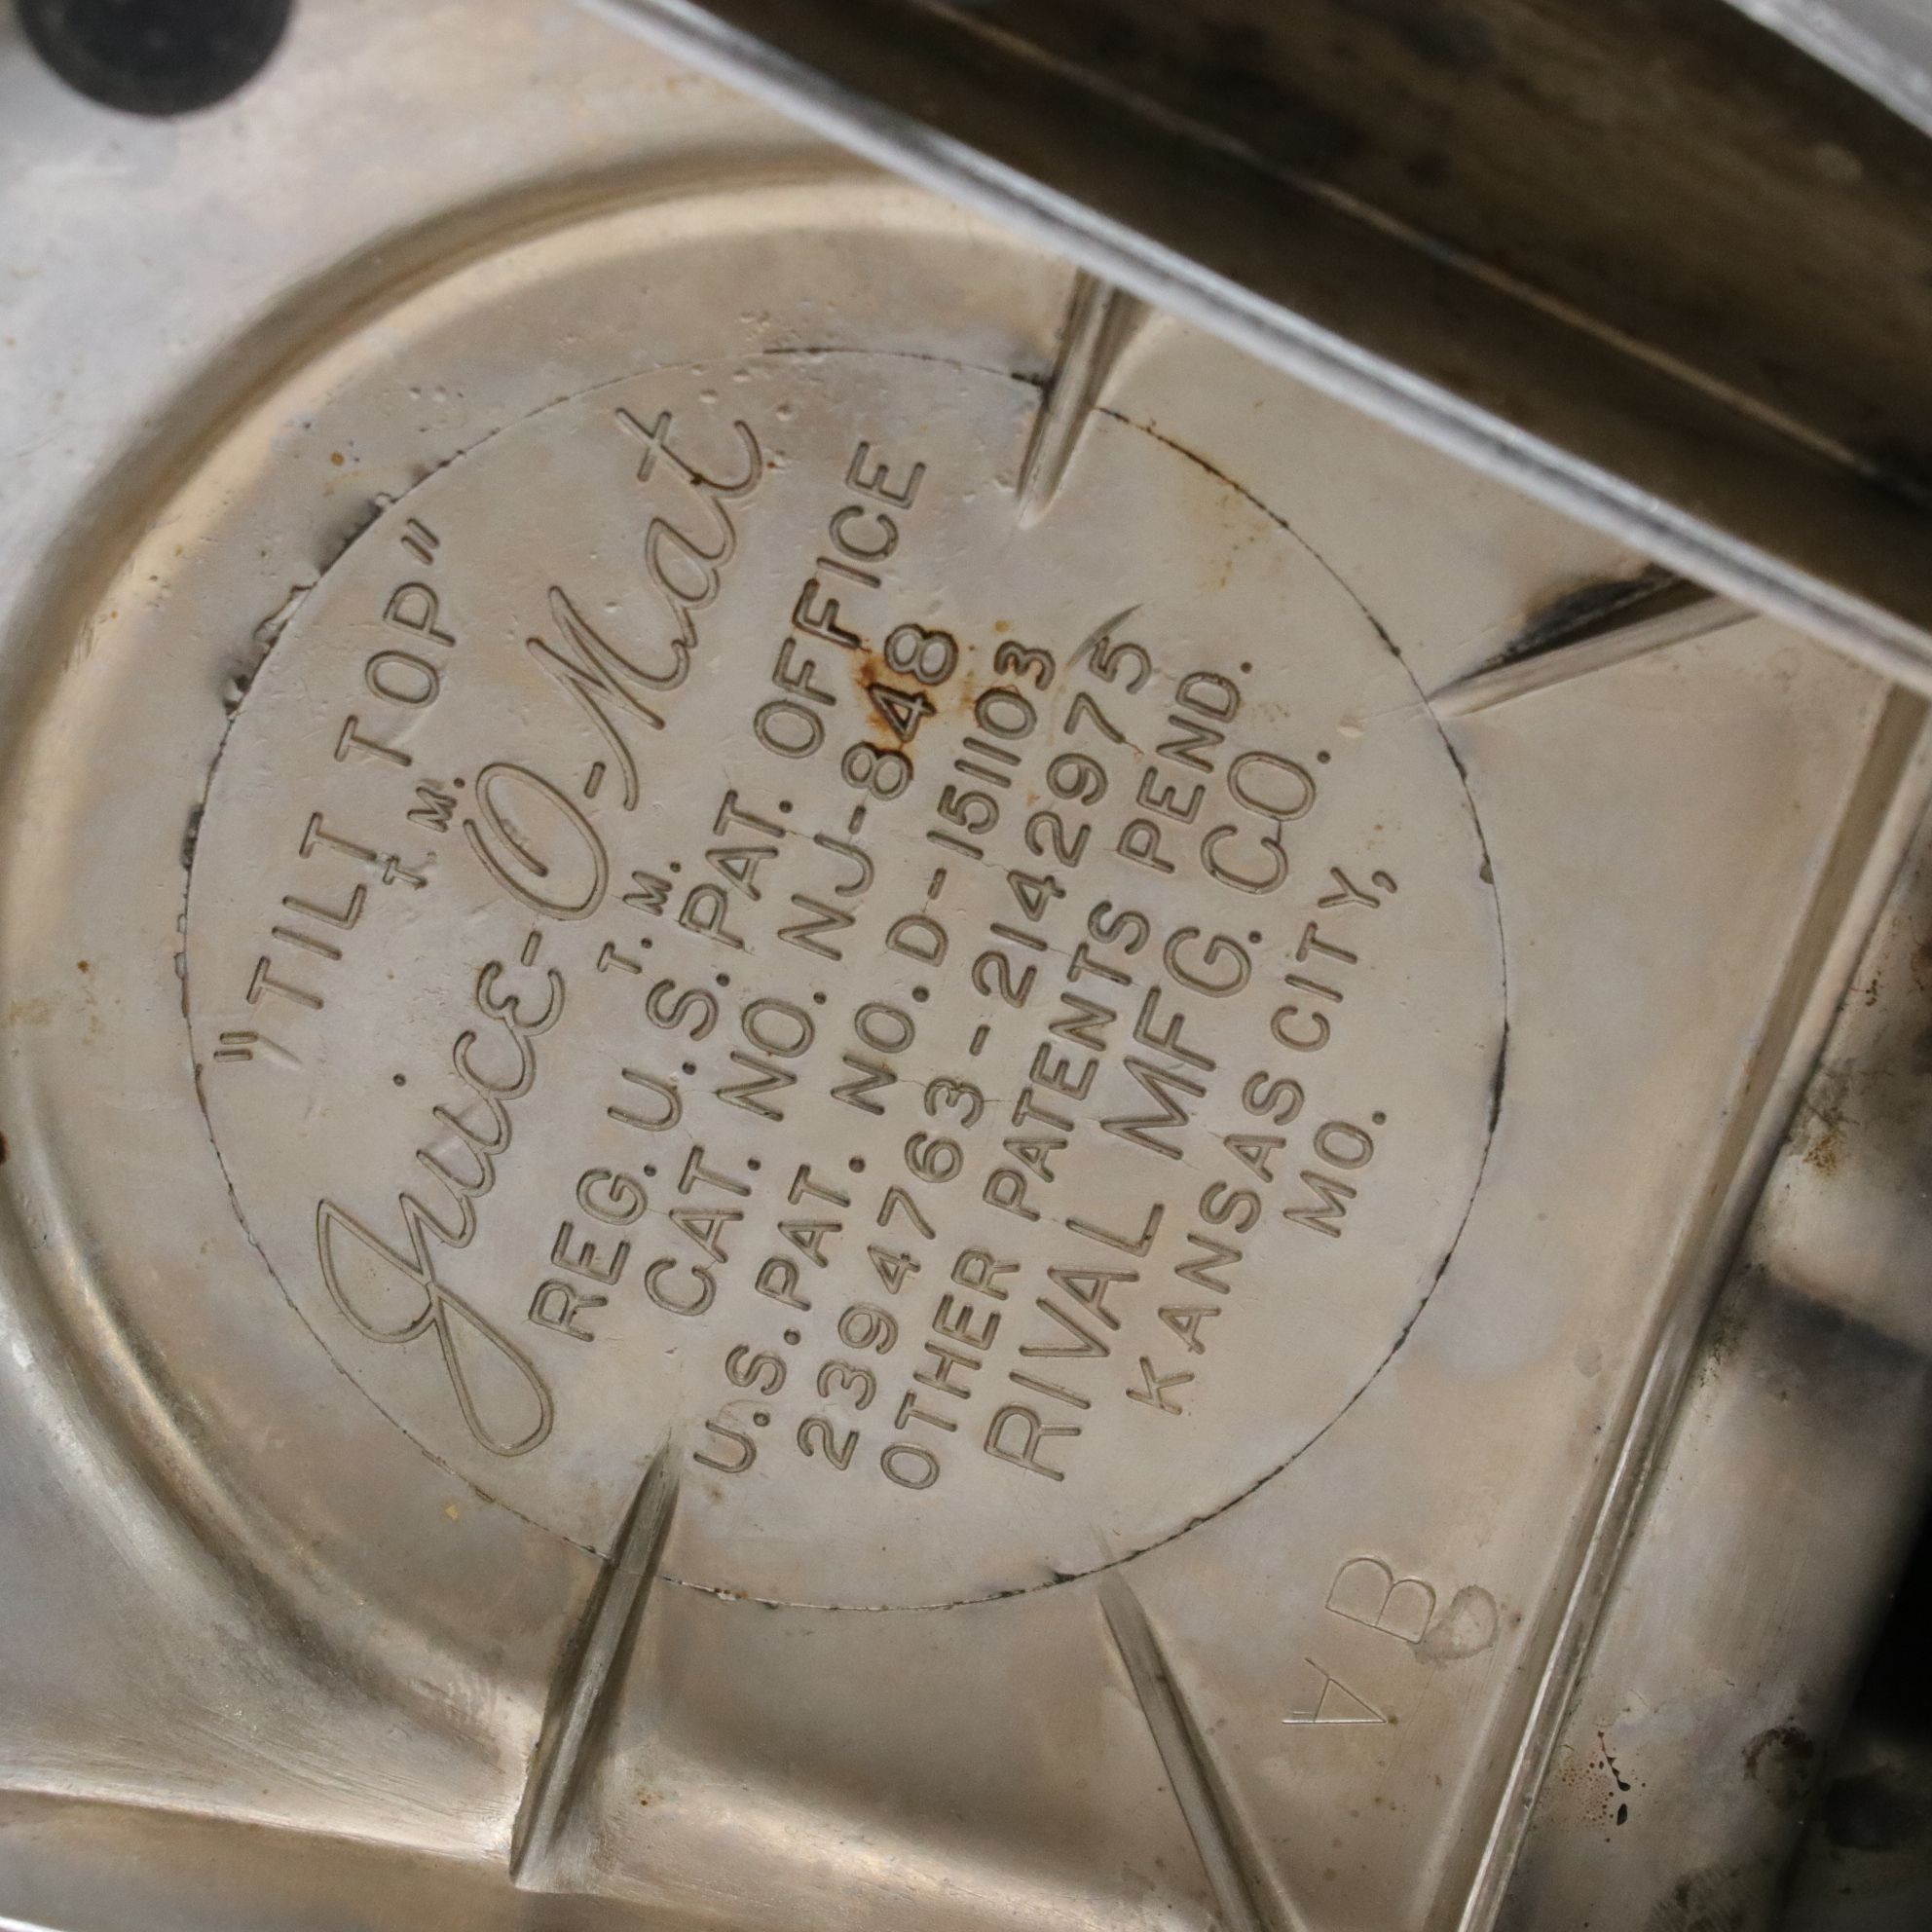 "TILT TOP"
T. M.
Juice-O-Mat
T. M.
REG. U. S. PAT. OFFICE
CAT. NO. NJ-848
U.S. PAT. NO. D-151103
2394763-2142975
OTHER PATENTS PEND.
RIVAL MFG. CO.
KANSAS CITY,
MO.
A B